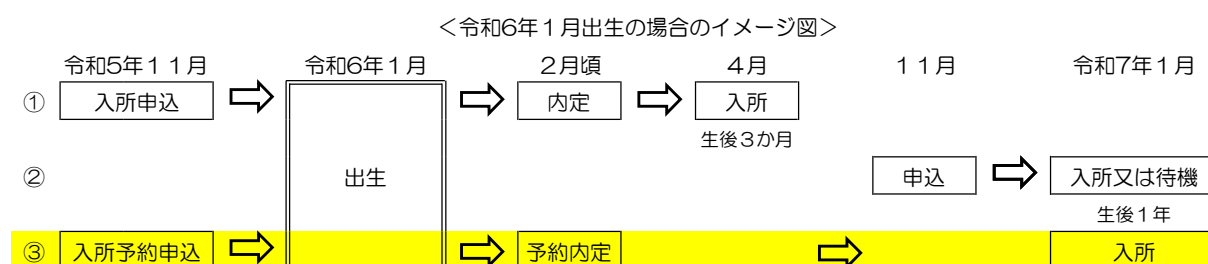 <令和6年1月出生の場合のイメージ図>
令和5年11月 令和6年1月 2月頃 4月 11月 令和7年1月
① 入所申込 内定 入所
生後3か月
② 出生 申込 入所又は待機
生後1年
③ 入所予約申込 予約内定 入所